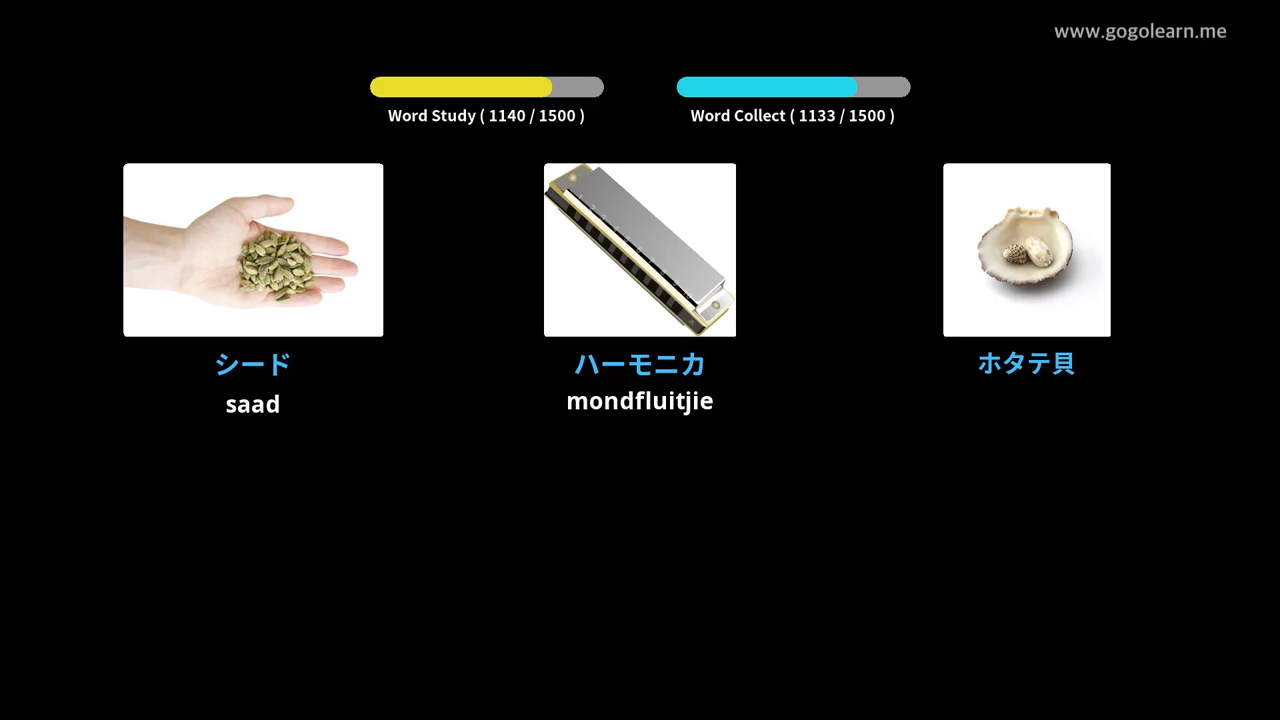 www.gogolearn.me
Word Study ( 1140 / 1500 )
Word Collect ( 1133 / 1500 )
シード
ハーモニカ
ホタテ貝
saad
mondfluitjie